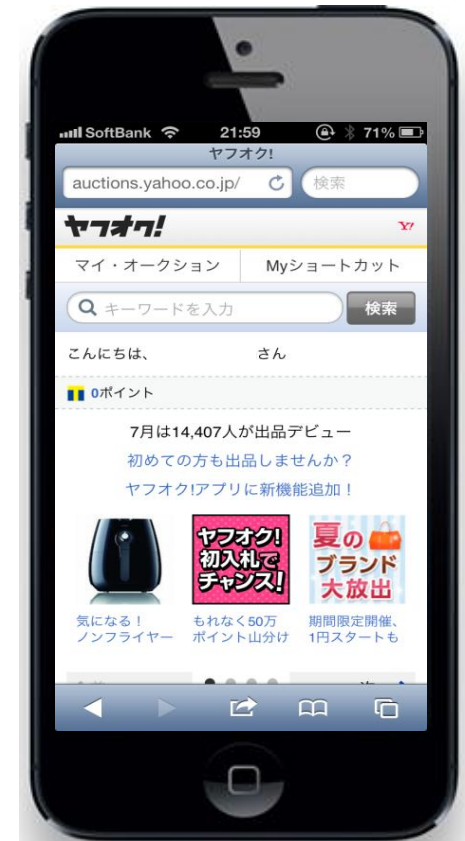 SoftBank 21:59 71%
ヤフオク!
auctions.yahoo.co.jp/ 検索
ヤフオク! Y!
マイ・オークション Myショートカット
キーワードを入力 検索
こんにちは、 さん
0ポイント
7月は14,407人が出品デビュー
初めての方も出品しませんか?
ヤフオク!アプリに新機能追加!
ヤフオク!
初入札で
チャンス!
夏の
ブランド
大放出
気になる!
ノンフライヤー
もれなく50万
ポイント山分け
期間限定開催、
1円スタートも